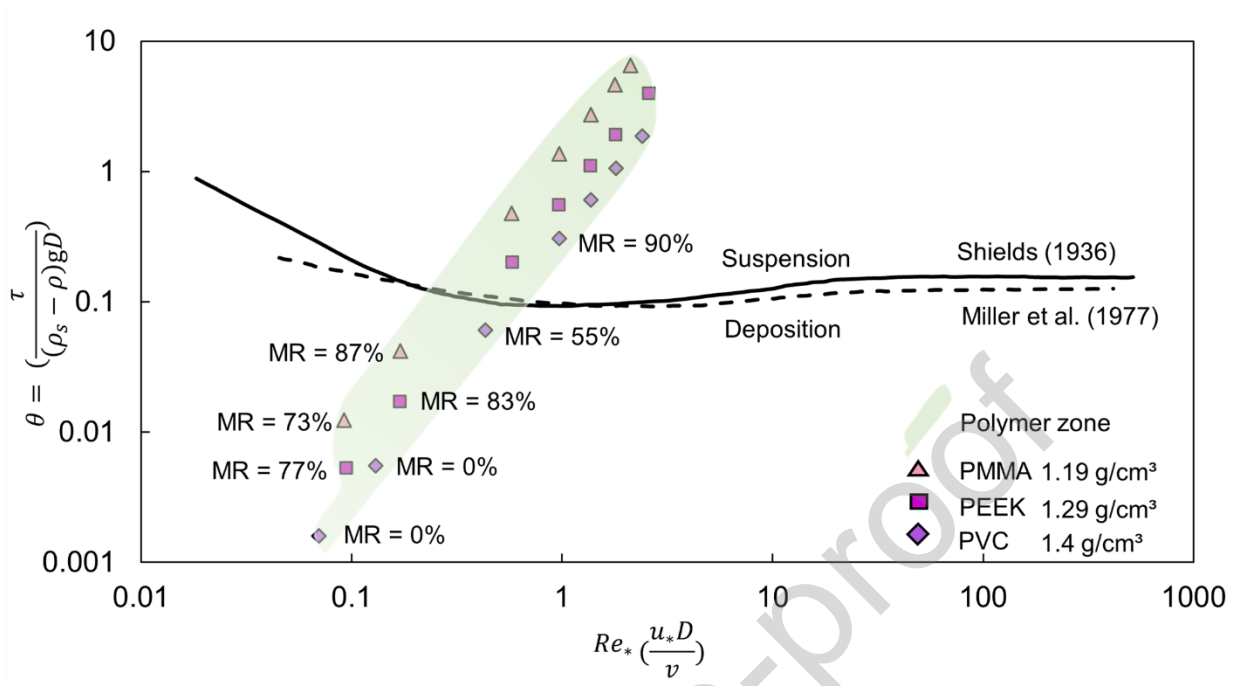 10
1
0.1
0.01
0.001
θ = (τ / (ρₛ − ρ)gD)
0.01 0.1 1 10 100 1000
Re* (u*D / v)
MR = 90%
Suspension
Shields (1936)
Deposition
Miller et al. (1977)
MR = 55%
MR = 87%
MR = 83%
MR = 73%
MR = 77%
MR = 0%
MR = 0%
Polymer zone
PMMA 1.19 g/cm³
PEEK 1.29 g/cm³
PVC 1.4 g/cm³
-proof